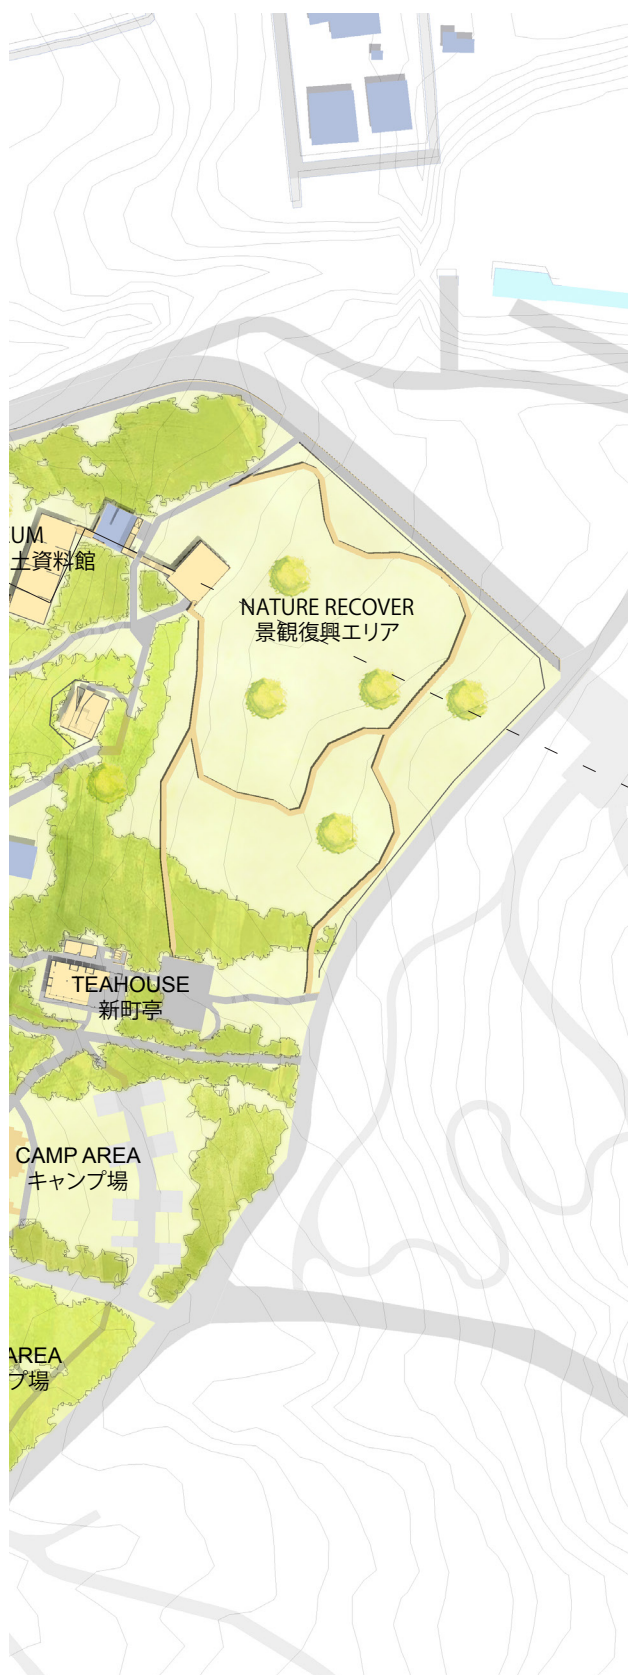 UM
土資料館
NATURE RECOVER
景観復興エリア
TEAHOUSE
新町亭
CAMP AREA
キャンプ場
AREA
プ場